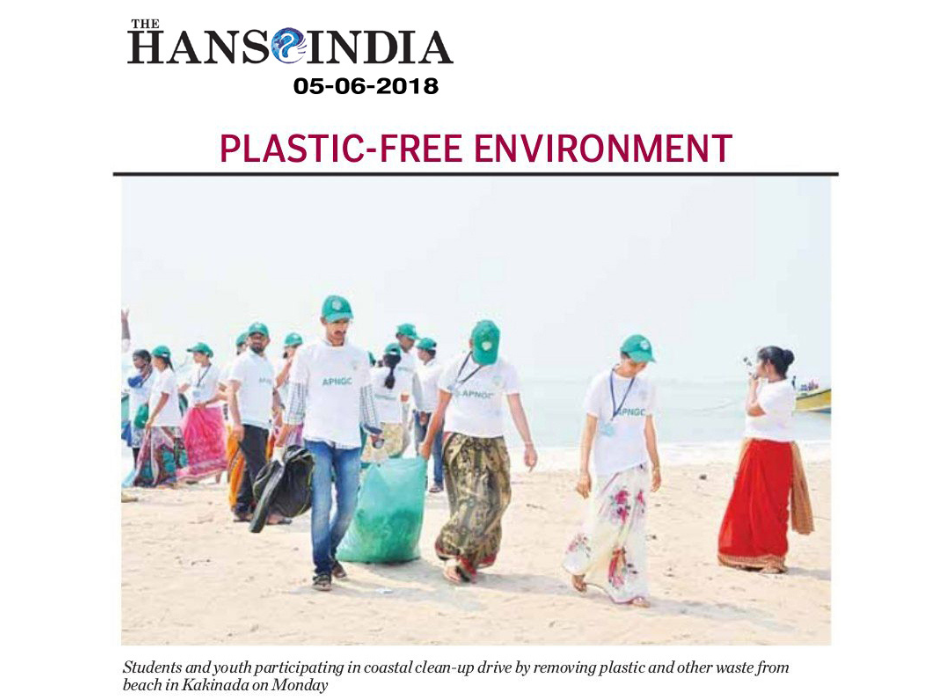 THE
HANS INDIA
05-06-2018
PLASTIC-FREE ENVIRONMENT
APNGC
APNGC
APNGC
Students and youth participating in coastal clean-up drive by removing plastic and other waste from
beach in Kakinada on Monday